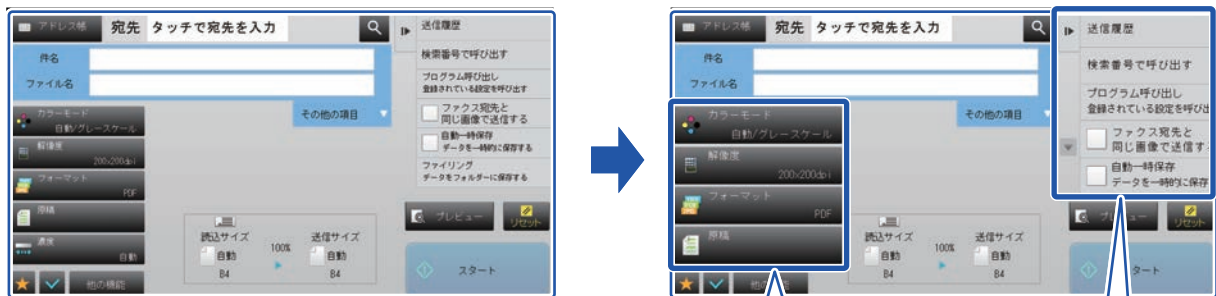 アドレス帳 宛先 タッチで宛先を入力
件名
ファイル名
その他の項目
カラーモード
自動/グレースケール
解像度
200×200dpi
フォーマット
PDF
原稿
濃度
自動
他の機能
読込サイズ
自動
B4
100%
送信サイズ
自動
B4
送信履歴
検索番号で呼び出す
プログラム呼び出し
登録されている設定を呼び出す
ファクス宛先と
同じ画像で送信する
自動一時保存
データを一時的に保存する
ファイリング
データをフォルダーに保存する
プレビュー
リセット
スタート
アドレス帳 宛先 タッチで宛先を入力
件名
ファイル名
その他の項目
カラーモード
自動/グレースケール
解像度
200×200dpi
フォーマット
PDF
原稿
他の
読込サイズ
自動
B4
100%
送信サイズ
自動
B4
送信履歴
検索番号で呼び出す
プログラム呼び出し
登録されている設定を呼び出
ファクス宛先と
同じ画像で送信す
自動一時保存
データを一時的に保存
プ ュー
リセット
タート